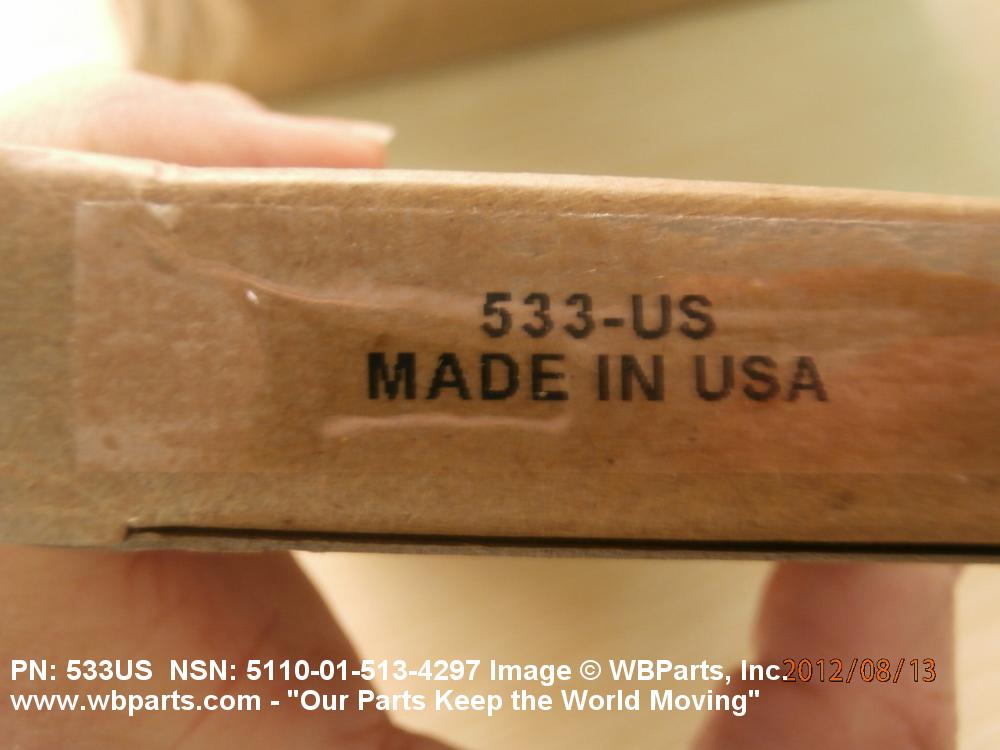 533-US
MADE IN USA
PN: 533US  NSN: 5110-01-513-4297 Image © WBParts, Inc.
2012/08/13
www.wbparts.com - "Our Parts Keep the World Moving"